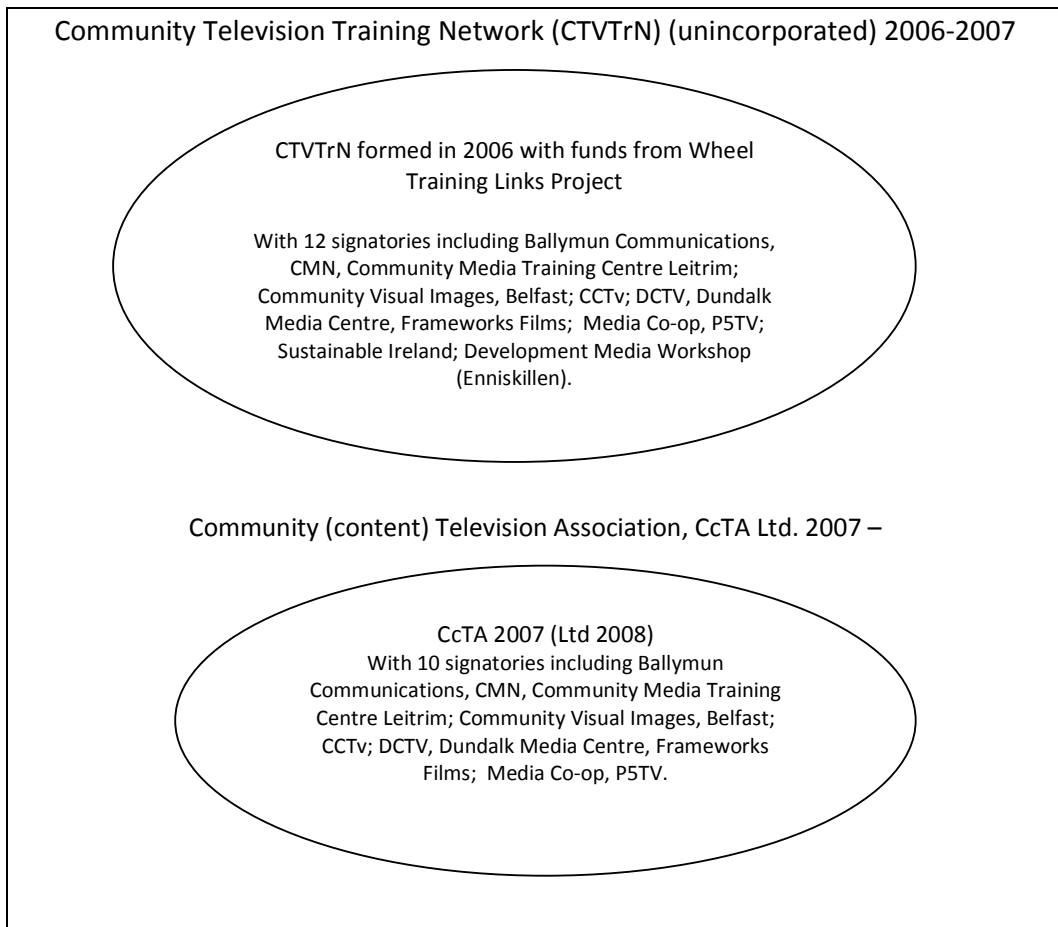 Community Television Training Network (CTVTrN) (unincorporated) 2006-2007
CTVTrN formed in 2006 with funds from Wheel
Training Links Project
With 12 signatories including Ballymun Communications,
CMN, Community Media Training Centre Leitrim;
Community Visual Images, Belfast; CCTv; DCTV, Dundalk
Media Centre, Frameworks Films;  Media Co-op, P5TV;
Sustainable Ireland; Development Media Workshop
(Enniskillen).
Community (content) Television Association, CcTA Ltd. 2007 –
CcTA 2007 (Ltd 2008)
With 10 signatories including Ballymun
Communications, CMN, Community Media Training
Centre Leitrim; Community Visual Images, Belfast;
CCTv; DCTV, Dundalk Media Centre, Frameworks
Films;  Media Co-op, P5TV.